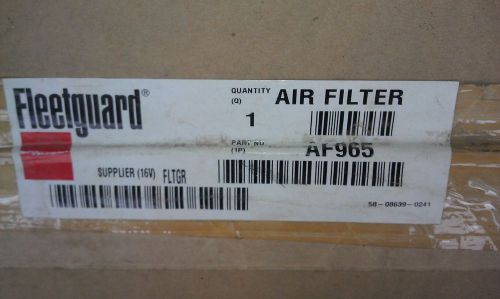 Fleetguard®
QUANTITY
(Q)
1
AIR FILTER
PART NO
(1P)
AF965
SUPPLIER (16V) FLTGR
58-08639-0241